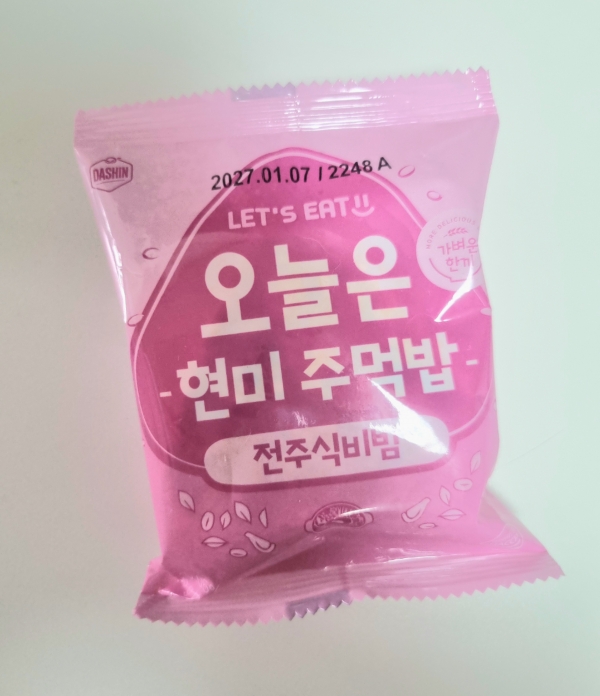 DASHIN
2027.01.07 / 2248 A
LET'S EAT
오늘은
-현미 주먹밥-
전주식비빔
가벼운
한끼